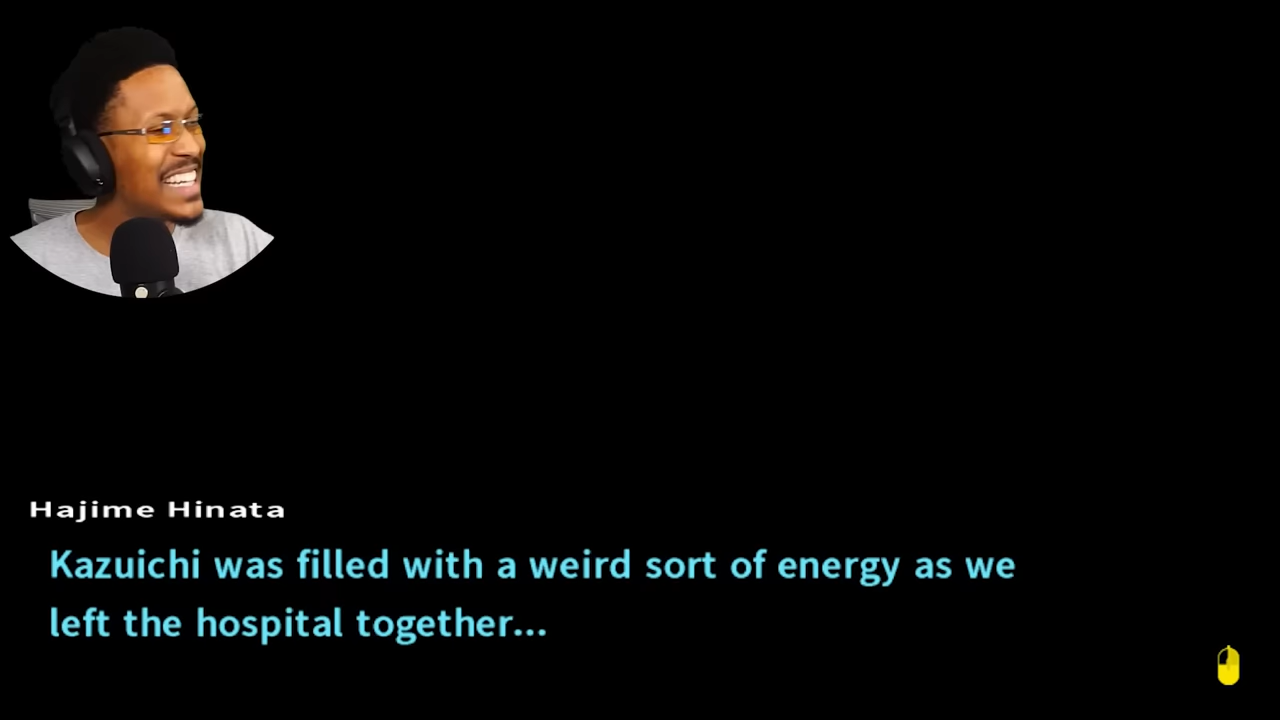 Hajime Hinata
Kazuichi was filled with a weird sort of energy as we
left the hospital together...